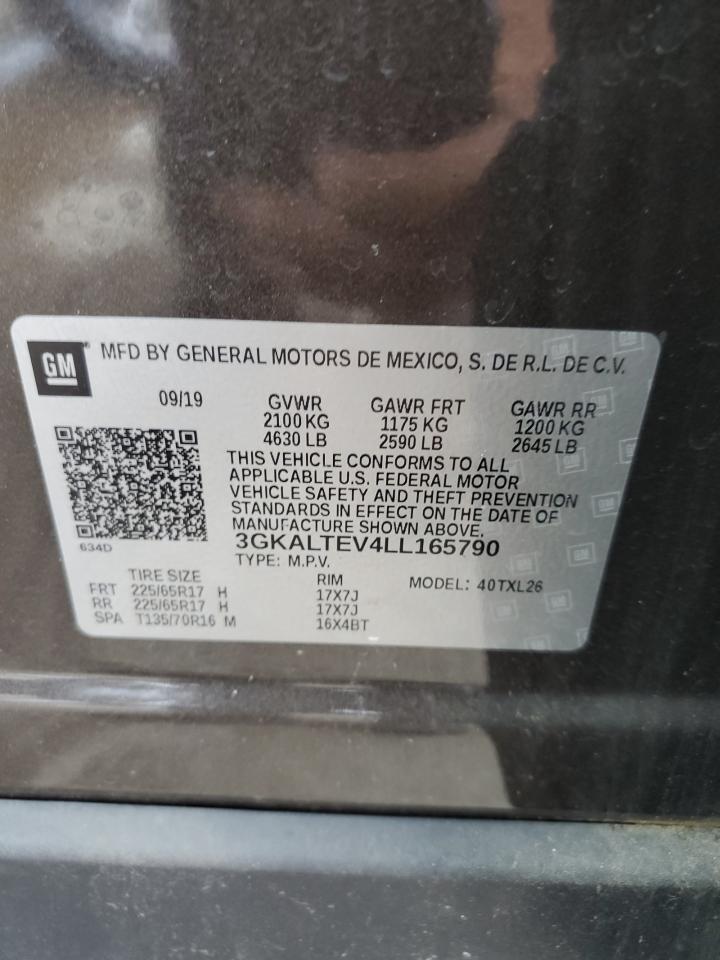 GM MFD BY GENERAL MOTORS DE MEXICO, S. DE R.L. DE C.V.
09/19 GVWR GAWR FRT GAWR RR
2100 KG 1175 KG 1200 KG
4630 LB 2590 LB 2645 LB
THIS VEHICLE CONFORMS TO ALL
APPLICABLE U.S. FEDERAL MOTOR
VEHICLE SAFETY AND THEFT PREVENTION
STANDARDS IN EFFECT ON THE DATE OF
MANUFACTURE SHOWN ABOVE.
634D 3GKALTEV4LL165790
TYPE: M.P.V.
TIRE SIZE RIM MODEL: 40TXL26
FRT 225/65R17 H 17X7J
RR 225/65R17 H 17X7J
SPA T135/70R16 M 16X4BT